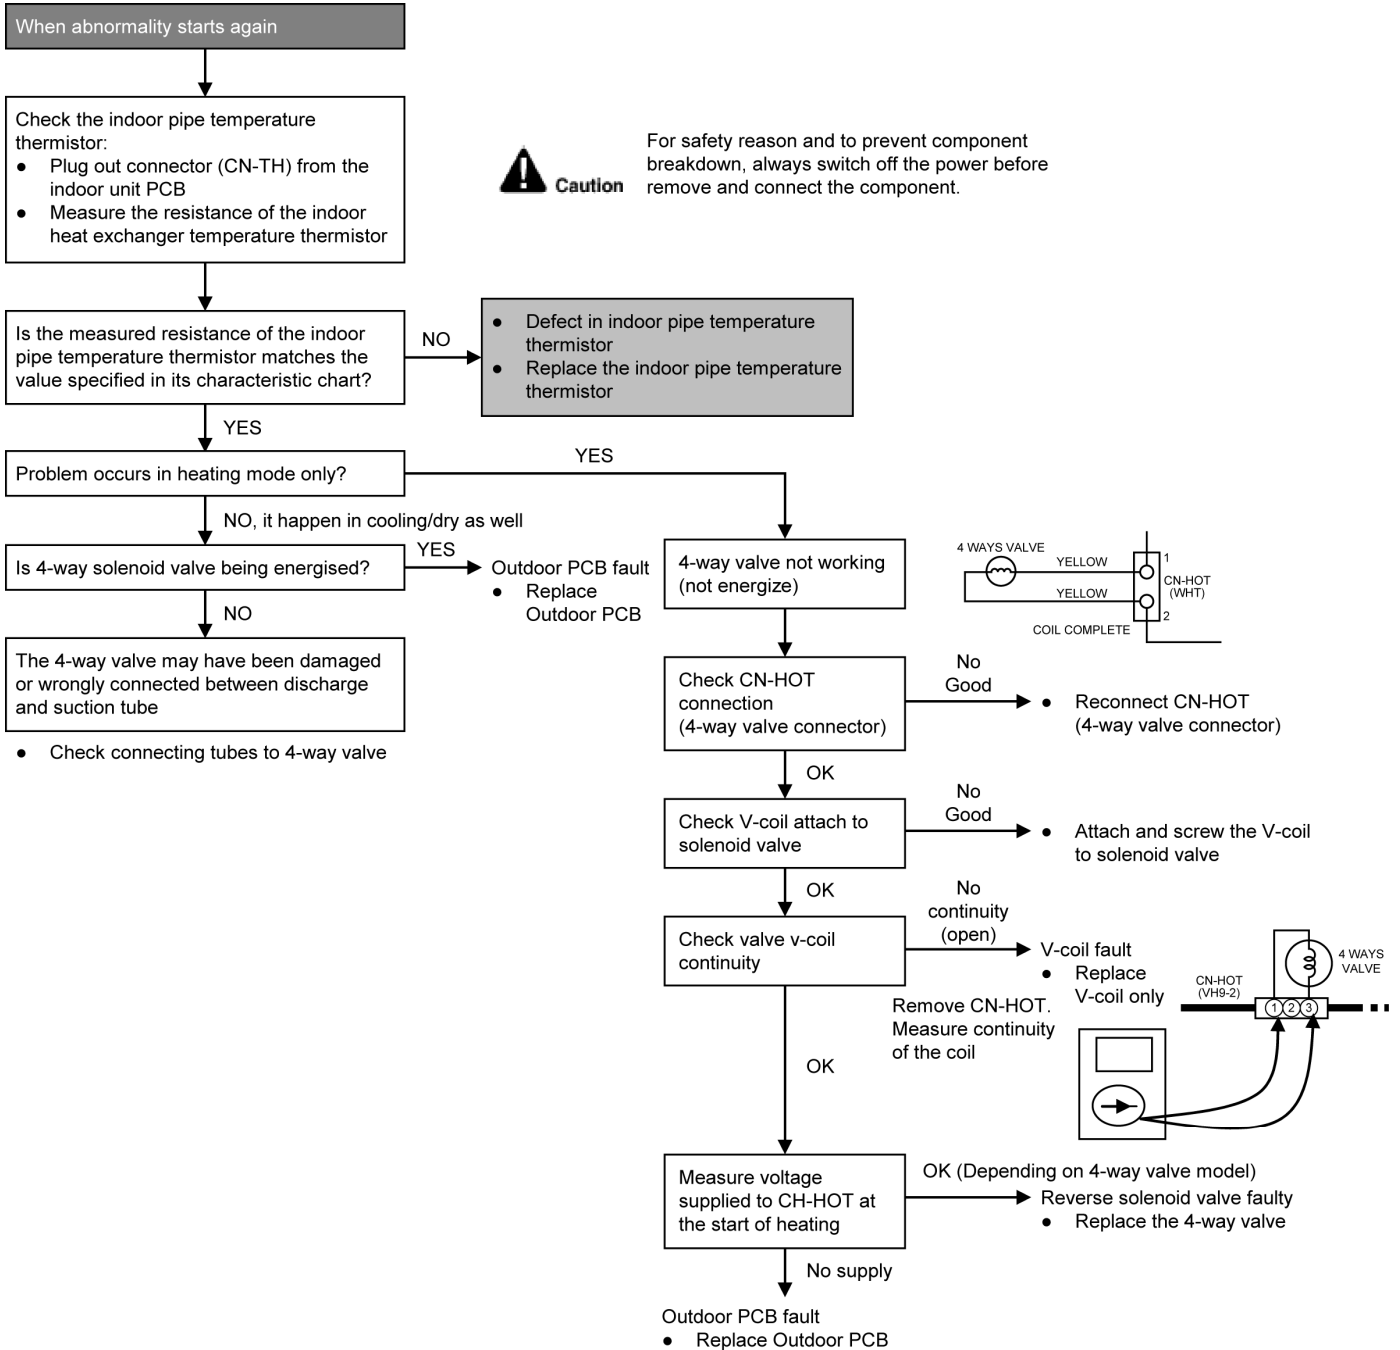 When abnormality starts again
Check the indoor pipe temperature
thermistor:
● Plug out connector (CN-TH) from the
indoor unit PCB
● Measure the resistance of the indoor
heat exchanger temperature thermistor
Caution
For safety reason and to prevent component
breakdown, always switch off the power before
remove and connect the component.
Is the measured resistance of the indoor
pipe temperature thermistor matches the
value specified in its characteristic chart?
NO
● Defect in indoor pipe temperature
thermistor
● Replace the indoor pipe temperature
thermistor
YES
Problem occurs in heating mode only?
YES
NO, it happen in cooling/dry as well
Is 4-way solenoid valve being energised?
YES
Outdoor PCB fault
● Replace
Outdoor PCB
NO
The 4-way valve may have been damaged
or wrongly connected between discharge
and suction tube
● Check connecting tubes to 4-way valve
4-way valve not working
(not energize)
4 WAYS VALVE
YELLOW
YELLOW
1
CN-HOT
(WHT)
2
COIL COMPLETE
Check CN-HOT
connection
(4-way valve connector)
No
Good
● Reconnect CN-HOT
(4-way valve connector)
OK
Check V-coil attach to
solenoid valve
No
Good
● Attach and screw the V-coil
to solenoid valve
OK
Check valve v-coil
continuity
No
continuity
(open)
V-coil fault
● Replace
V-coil only
Remove CN-HOT.
Measure continuity
of the coil
CN-HOT
(VH9-2)
4 WAYS
VALVE
1 2 3
OK
Measure voltage
supplied to CH-HOT at
the start of heating
OK (Depending on 4-way valve model)
Reverse solenoid valve faulty
● Replace the 4-way valve
No supply
Outdoor PCB fault
● Replace Outdoor PCB